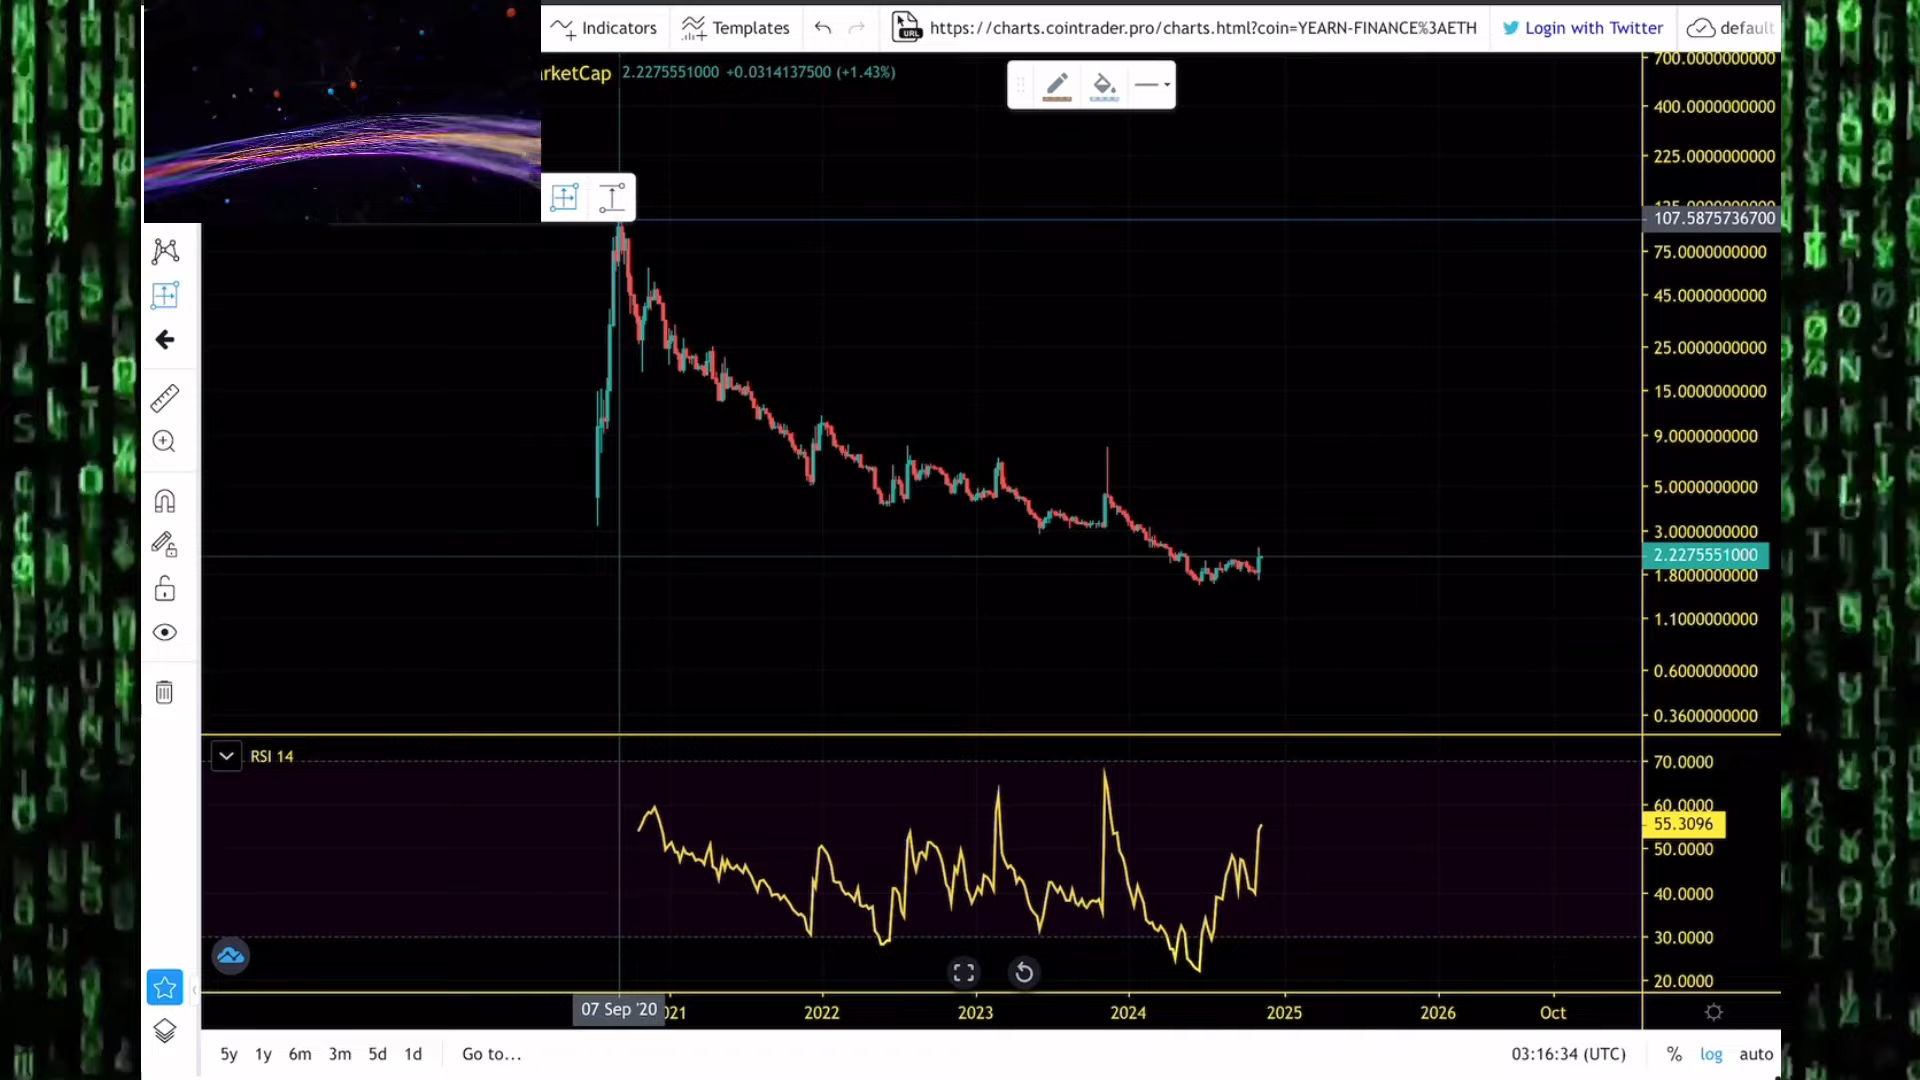 Indicators
Templates
URL
https://charts.cointrader.pro/charts.html?coin=YEARN-FINANCE%3AETH
Login with Twitter
default
arketCap 2.2275551000 +0.0314137500 (+1.43%)
700.0000000000
400.0000000000
225.0000000000
107.5875736700
75.0000000000
45.0000000000
25.0000000000
15.0000000000
9.0000000000
5.0000000000
3.0000000000
2.2275551000
1.8000000000
1.1000000000
0.6000000000
0.3600000000
RSI 14
70.0000
60.0000
55.3096
50.0000
40.0000
30.0000
20.0000
07 Sep '20 021 2022 2023 2024 2025 2026 Oct
5y 1y 6m 3m 5d 1d Go to... 03:16:34 (UTC) % log auto